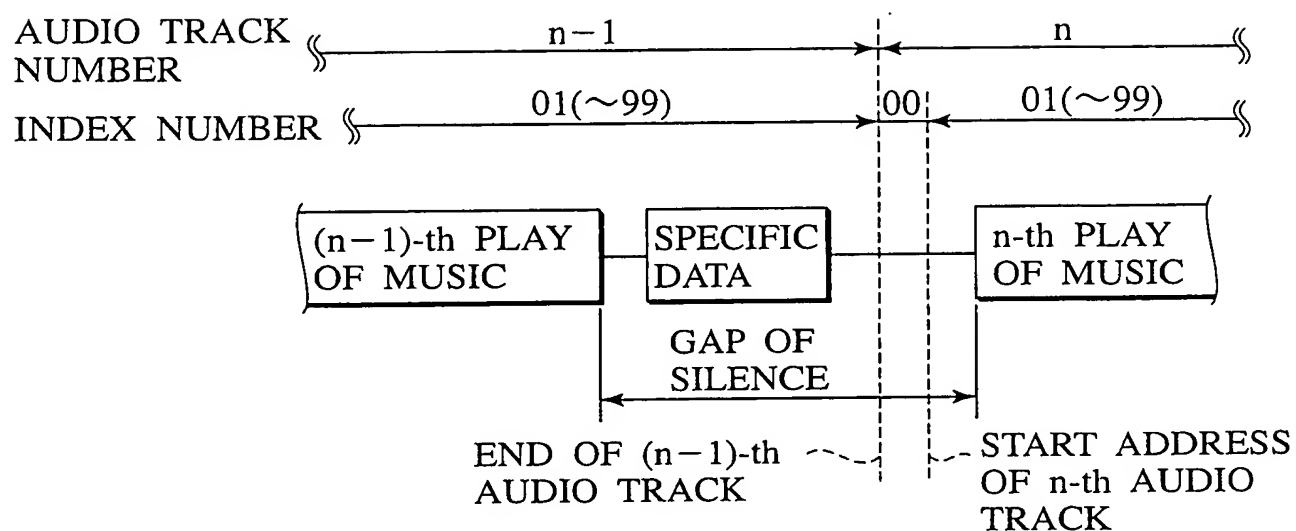 AUDIO TRACK
NUMBER
n−1
n
INDEX NUMBER
01(～99)
00
01(～99)
(n−1)-th PLAY
OF MUSIC
SPECIFIC
DATA
n-th PLAY
OF MUSIC
GAP OF
SILENCE
END OF (n−1)-th
AUDIO TRACK
START ADDRESS
OF n-th AUDIO
TRACK